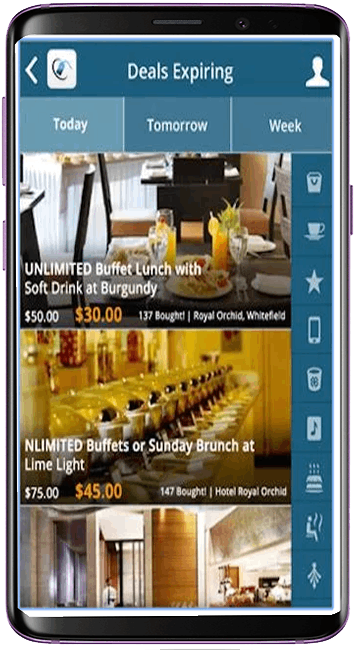 Deals Expiring
Today
Tomorrow
Week
UNLIMITED Buffet Lunch with
Soft Drink at Burgundy
$50.00 $30.00 137 Bought! | Royal Orchid, Whitefield
NLIMITED Buffets or Sunday Brunch at
Lime Light
$75.00 $45.00 147 Bought! | Hotel Royal Orchid